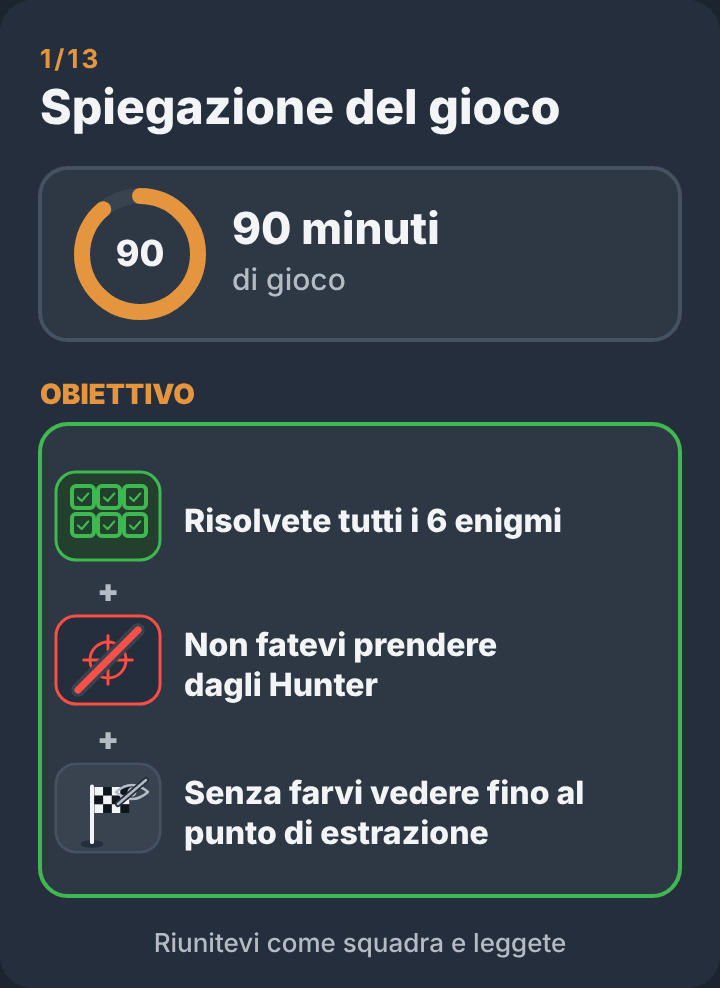 1/13
Spiegazione del gioco
90
90 minuti
di gioco
OBIETTIVO
Risolvete tutti i 6 enigmi
+
Non fatevi prendere
dagli Hunter
+
Senza farvi vedere fino al
punto di estrazione
Riunitevi come squadra e leggete